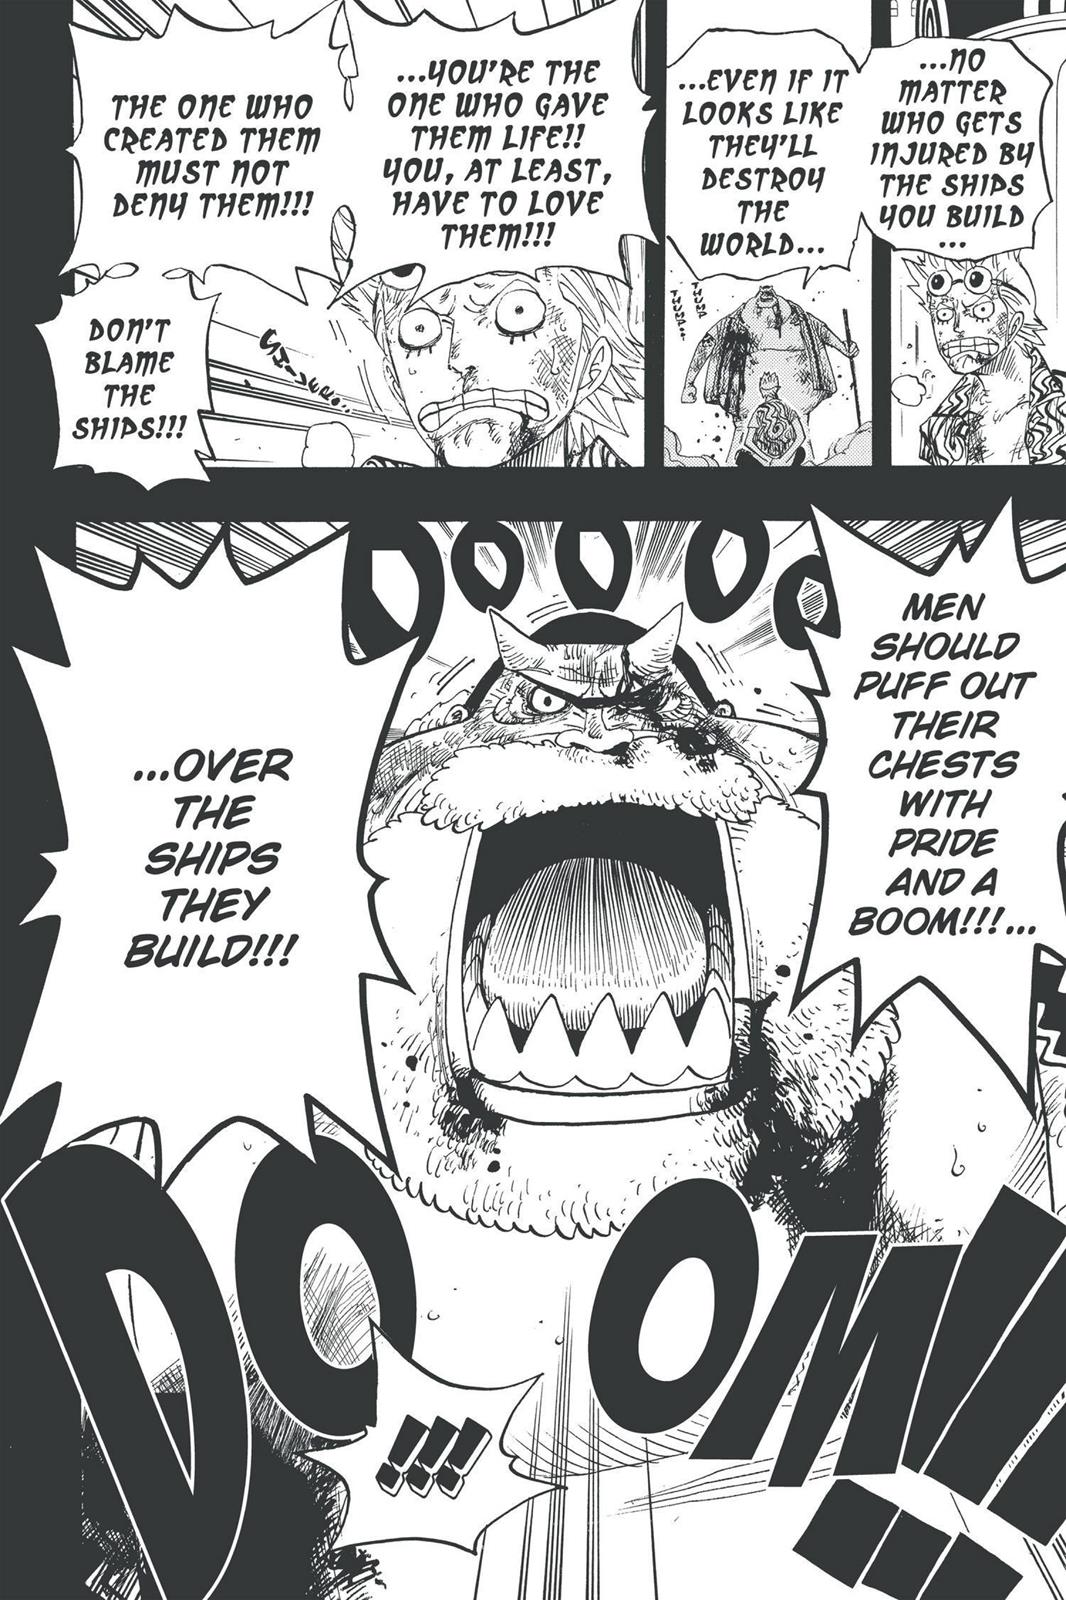 ...NO
MATTER
WHO GETS
INJURED BY
THE SHIPS
YOU BUILD
...
...EVEN IF IT
LOOKS LIKE
THEY'LL
DESTROY
THE
WORLD...
THUMP
THUMP...
...YOU'RE THE
ONE WHO GAVE
THEM LIFE!!
YOU, AT LEAST,
HAVE TO LOVE
THEM!!!
THE ONE WHO
CREATED THEM
MUST NOT
DENY THEM!!!
DON'T
BLAME
THE
SHIPS!!!
MEN
SHOULD
PUFF OUT
THEIR
CHESTS
WITH
PRIDE
AND A
BOOM!!!...
...OVER
THE
SHIPS
THEY
BUILD!!!
DOOM!!
!!!